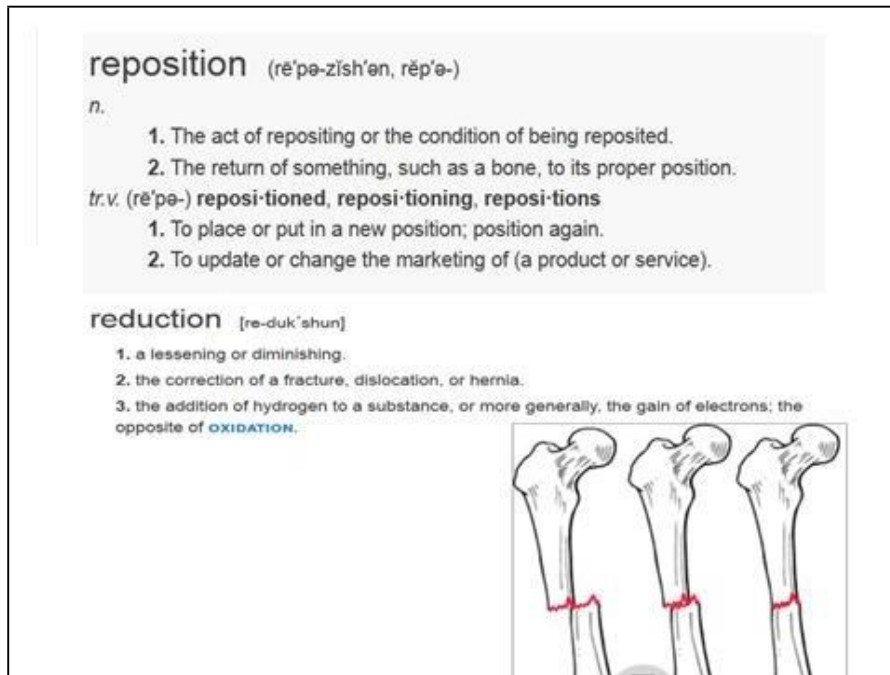 reposition (rē′pə-zĭsh′ən, rĕp′ə-)
n.
1. The act of repositing or the condition of being reposited.
2. The return of something, such as a bone, to its proper position.
tr.v. (rē′pə-) reposi·tioned, reposi·tioning, reposi·tions
1. To place or put in a new position; position again.
2. To update or change the marketing of (a product or service).
reduction [re-duk´shun]
1. a lessening or diminishing.
2. the correction of a fracture, dislocation, or hernia.
3. the addition of hydrogen to a substance, or more generally, the gain of electrons; the
opposite of OXIDATION.